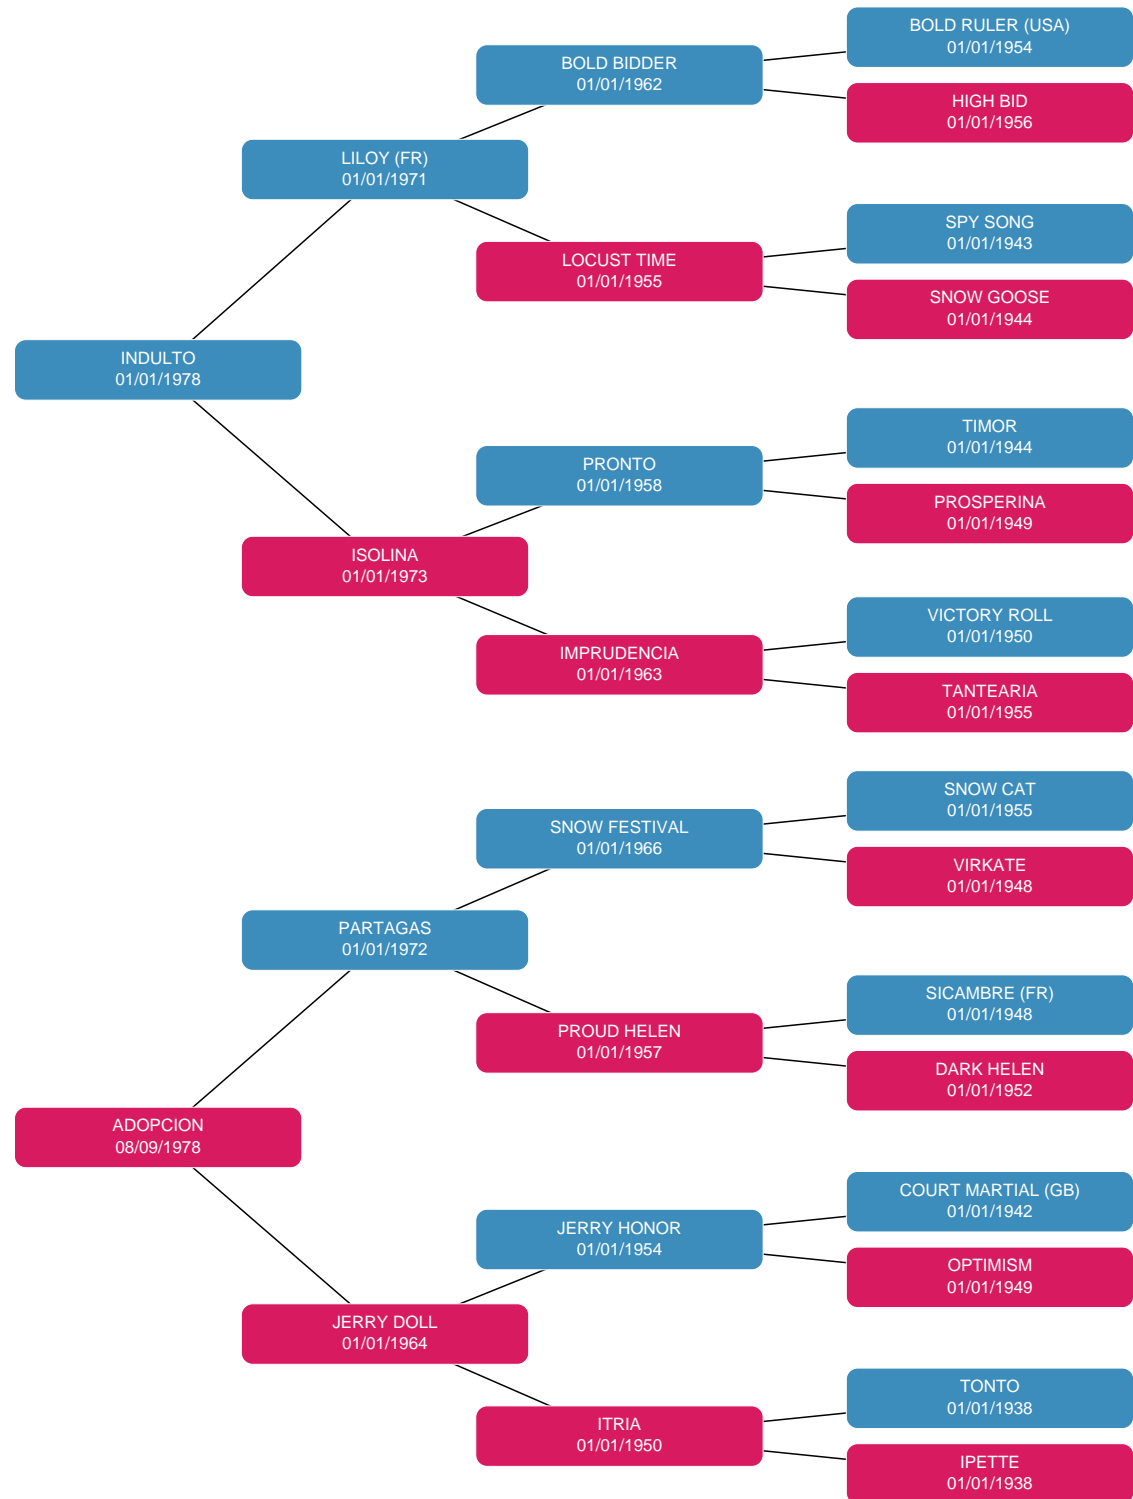 BOLD RULER (USA)
01/01/1954
BOLD BIDDER
01/01/1962
HIGH BID
01/01/1956
LILOY (FR)
01/01/1971
SPY SONG
01/01/1943
LOCUST TIME
01/01/1955
SNOW GOOSE
01/01/1944
INDULTO
01/01/1978
TIMOR
01/01/1944
PRONTO
01/01/1958
PROSPERINA
01/01/1949
ISOLINA
01/01/1973
VICTORY ROLL
01/01/1950
IMPRUDENCIA
01/01/1963
TANTEARIA
01/01/1955
SNOW CAT
01/01/1955
SNOW FESTIVAL
01/01/1966
VIRKATE
01/01/1948
PARTAGAS
01/01/1972
SICAMBRE (FR)
01/01/1948
PROUD HELEN
01/01/1957
DARK HELEN
01/01/1952
ADOPCION
08/09/1978
COURT MARTIAL (GB)
01/01/1942
JERRY HONOR
01/01/1954
OPTIMISM
01/01/1949
JERRY DOLL
01/01/1964
TONTO
01/01/1938
ITRIA
01/01/1950
IPETTE
01/01/1938